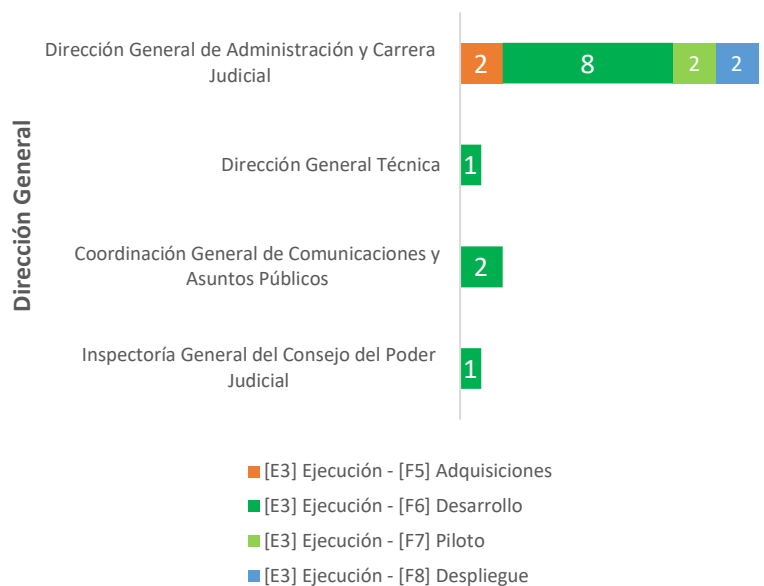 Dirección General
Dirección General de Administración y Carrera
Judicial
2 8 2 2
Dirección General Técnica
1
Coordinación General de Comunicaciones y
Asuntos Públicos
2
Inspectoría General del Consejo del Poder
Judicial
1
[E3] Ejecución - [F5] Adquisiciones
[E3] Ejecución - [F6] Desarrollo
[E3] Ejecución - [F7] Piloto
[E3] Ejecución - [F8] Despliegue